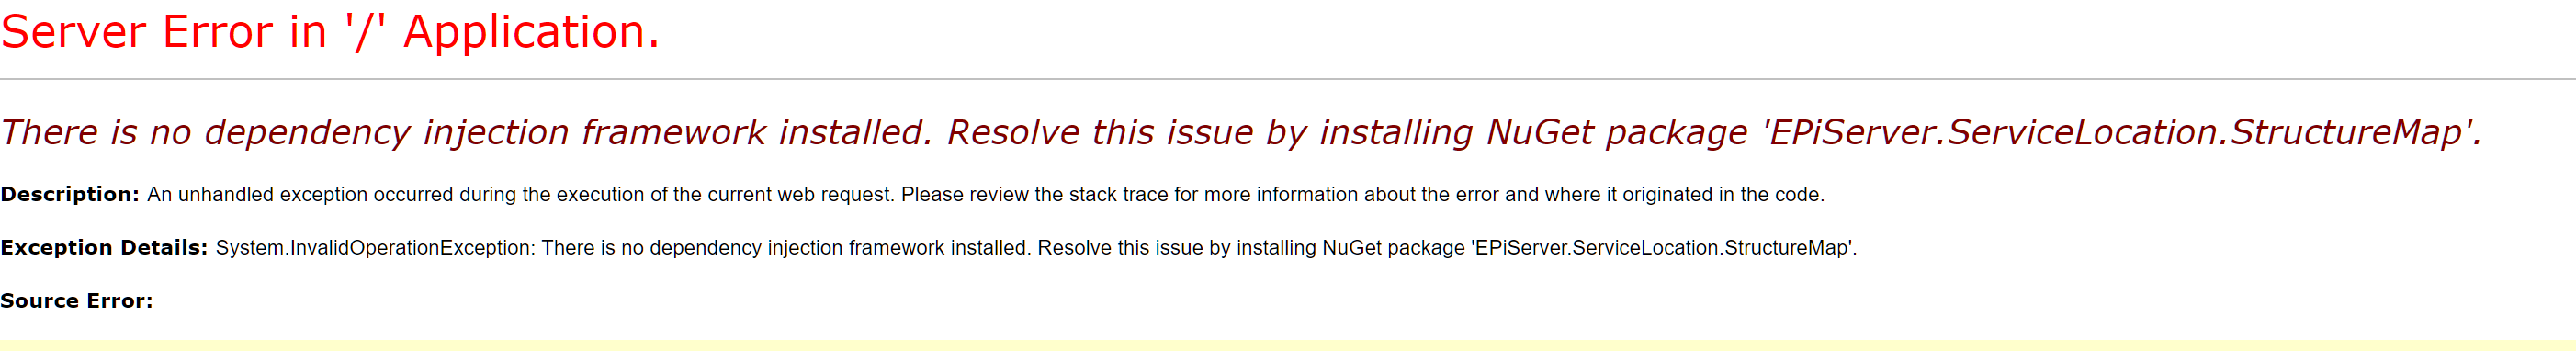 Server Error in '/' Application.
There is no dependency injection framework installed. Resolve this issue by installing NuGet package 'EPiServer.ServiceLocation.StructureMap'.
Description: An unhandled exception occurred during the execution of the current web request. Please review the stack trace for more information about the error and where it originated in the code.
Exception Details: System.InvalidOperationException: There is no dependency injection framework installed. Resolve this issue by installing NuGet package 'EPiServer.ServiceLocation.StructureMap'.
Source Error: